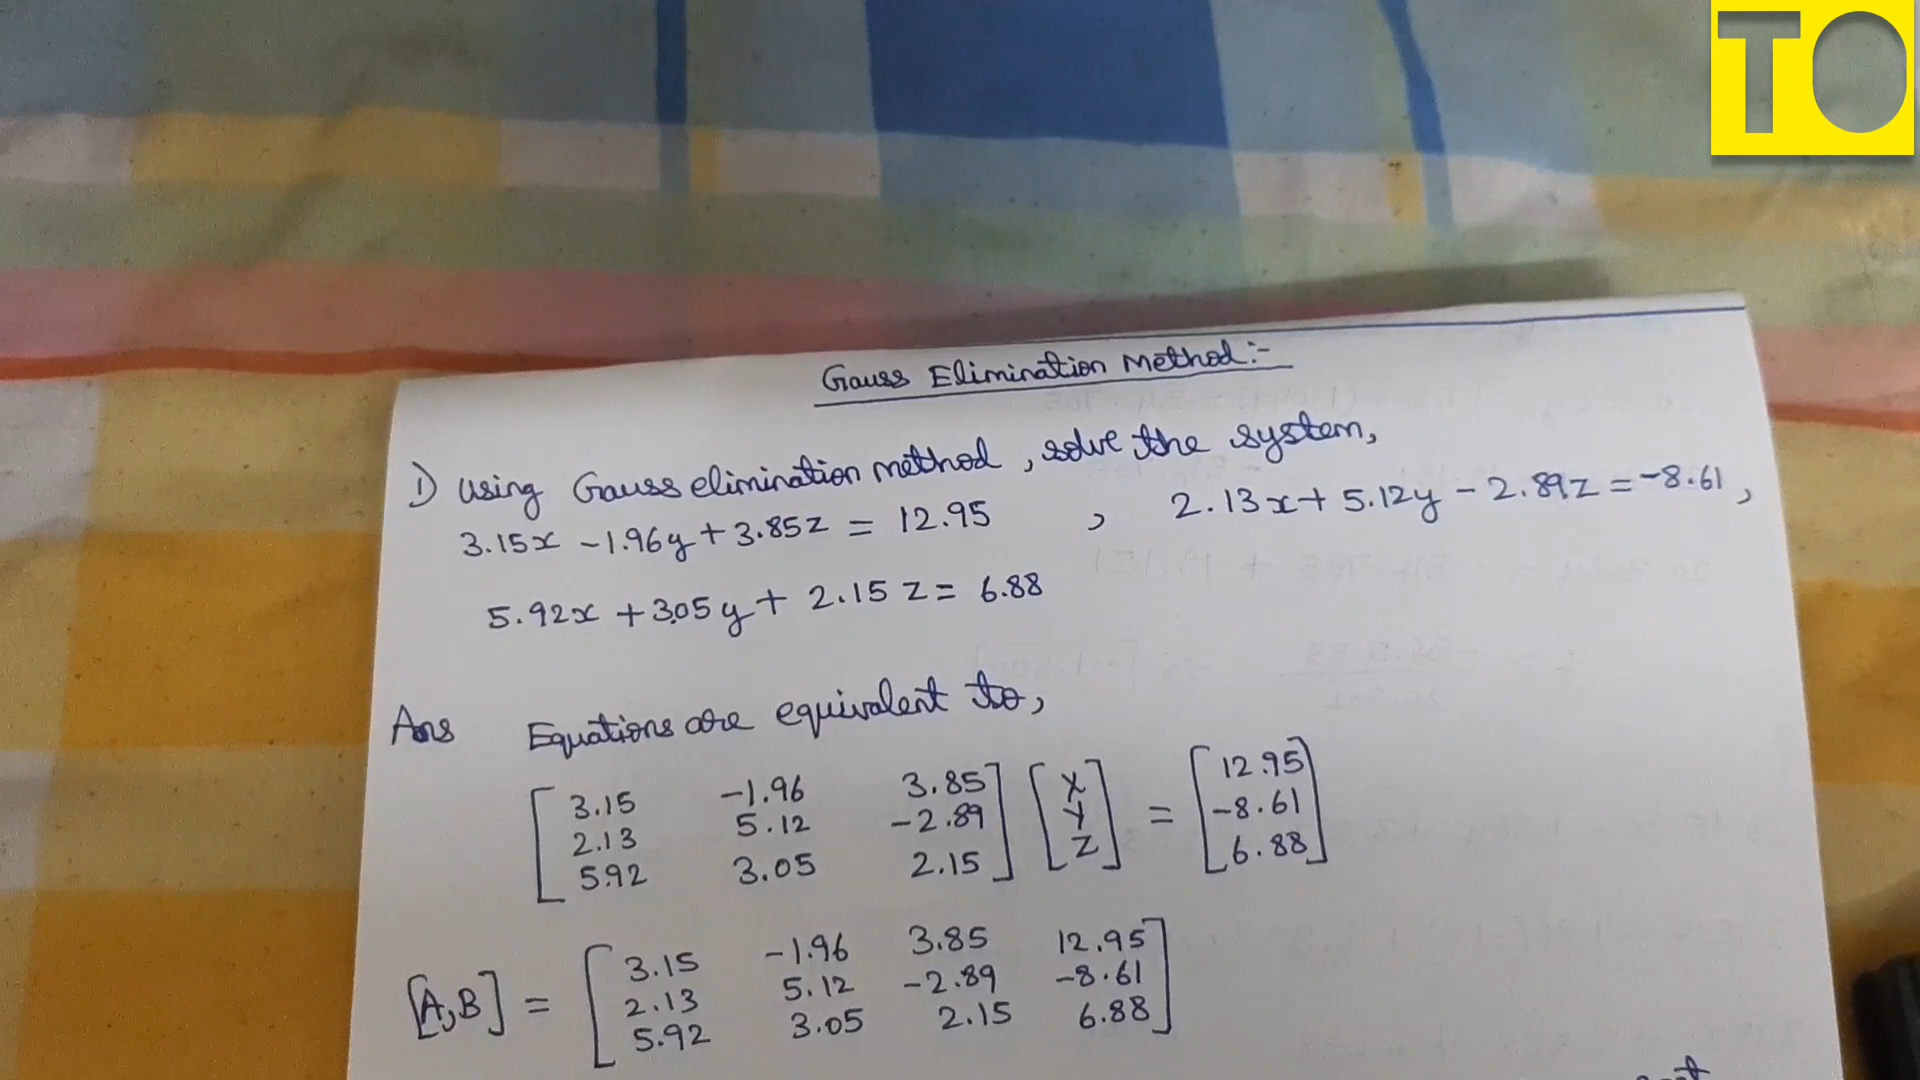 TO
Gauss Elimination Method:-
1) Using Gauss elimination method, solve the system,
3.15x - 1.96y + 3.85z = 12.95 , 2.13x + 5.12y - 2.89z = -8.61,
5.92x + 3.05y + 2.15z = 6.88
Ans Equations are equivalent to,
[3.15 -1.96 3.85] [X] = [12.95]
[2.13 5.12 -2.89] [Y] [-8.61]
[5.92 3.05 2.15] [Z] [6.88]
[A,B] = [3.15 -1.96 3.85 12.95]
[2.13 5.12 -2.89 -8.61]
[5.92 3.05 2.15 6.88]